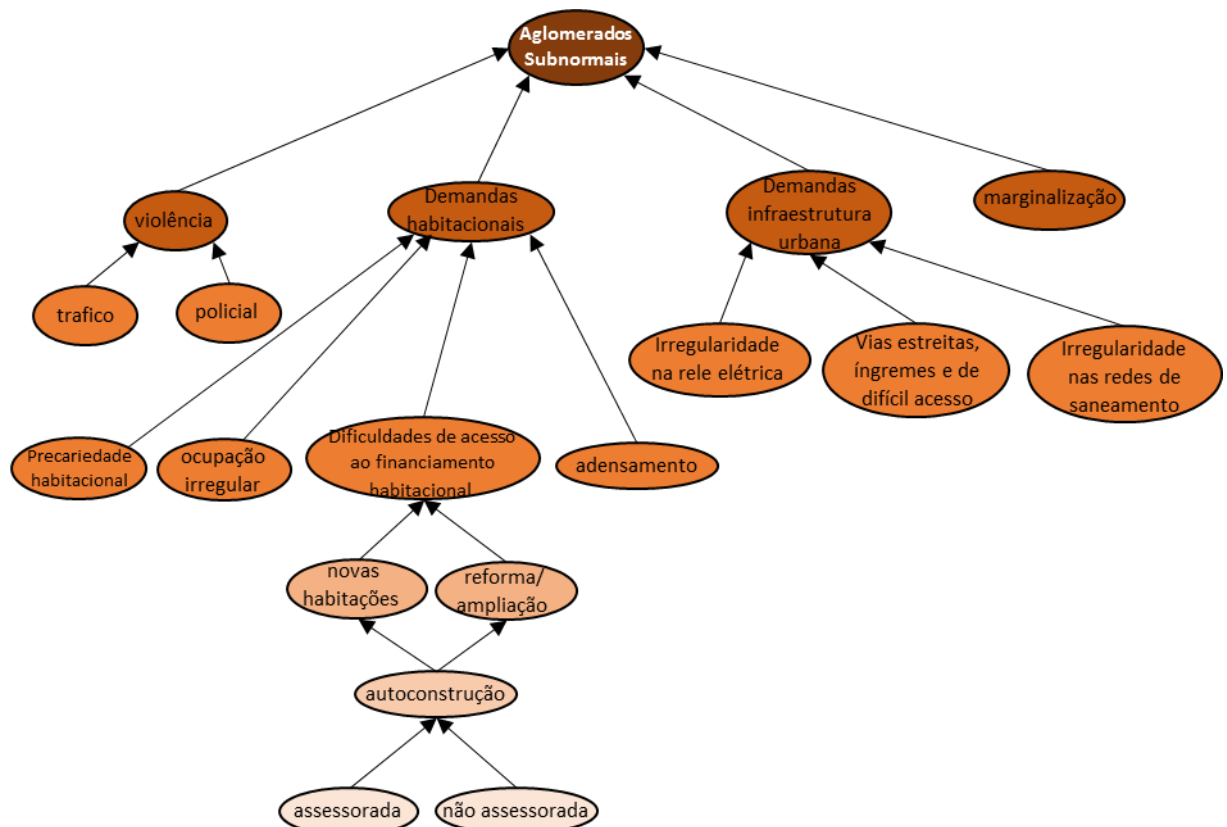 Aglomerados
Subnormais
violência
Demandas
habitacionais
Demandas
infraestrutura
urbana
marginalização
trafico
policial
Irregularidade
na rele elétrica
Vias estreitas,
íngremes e de
difícil acesso
Irregularidade
nas redes de
saneamento
Precariedade
habitacional
ocupação
irregular
Dificuldades de acesso
ao financiamento
habitacional
adensamento
novas
habitações
reforma/
ampliação
autoconstrução
assessorada
não assessorada